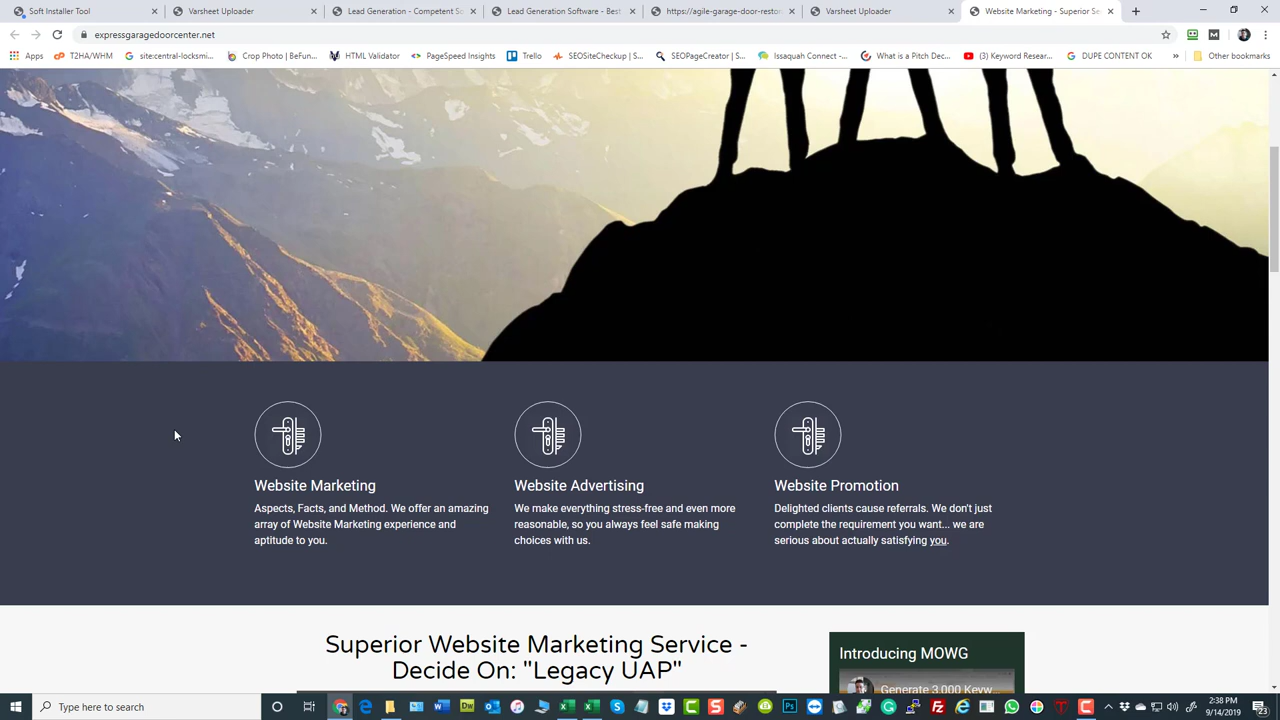 Soft Installer Tool
Varsheet Uploader
Lead Generation - Competent So
Lead Generation Software - Best
https://agile-garage-door-restor
Varsheet Uploader
Website Marketing - Superior Se
expressgaragedoorcenter.net
Apps
T2HA/WHM
site:central-locksmi...
Crop Photo | BeFun...
HTML Validator
PageSpeed Insights
Trello
SEOSiteCheckup | S...
SEOPageCreator | S...
Issaquah Connect -...
What is a Pitch Dec...
(3) Keyword Resear...
DUPE CONTENT OK
»
Other bookmarks
Website Marketing
Aspects, Facts, and Method. We offer an amazing
array of Website Marketing experience and
aptitude to you.
Website Advertising
We make everything stress-free and even more
reasonable, so you always feel safe making
choices with us.
Website Promotion
Delighted clients cause referrals. We don't just
complete the requirement you want... we are
serious about actually satisfying you.
Superior Website Marketing Service -
Decide On: "Legacy UAP"
Introducing MOWG
Generate 3,000 Keyw...
Type here to search
2:38 PM
9/14/2019